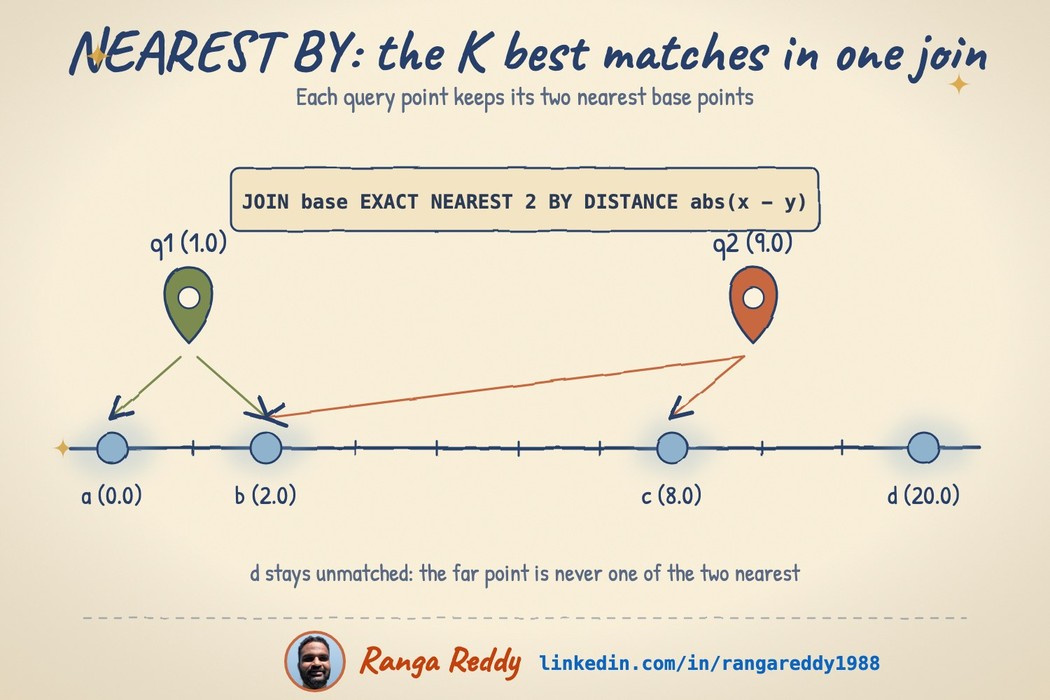 NEAREST BY: the K best matches in one join
Each query point keeps its two nearest base points
JOIN base EXACT NEAREST 2 BY DISTANCE abs(x − y)
q1 (1.0)
q2 (9.0)
a (0.0)
b (2.0)
c (8.0)
d (20.0)
d stays unmatched: the far point is never one of the two nearest
Ranga Reddy
linkedin.com/in/rangareddy1988